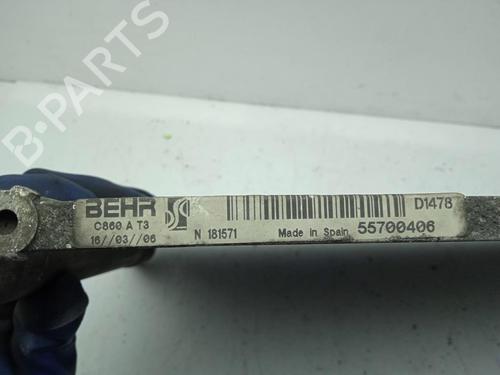 B-PARTS
BEHR
D1478
C860 A T3
16//03//06
N 181571
Made in Spain
55700406